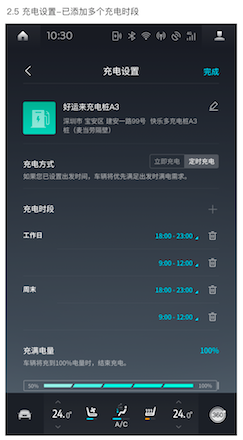 2.5 充电设置-已添加多个充电时段
10:30
充电设置
完成
好运来充电桩A3
深圳市 宝安区 建安一路99号 快乐多充电桩A3
桩（麦当劳隔壁）
充电方式
立即充电 定时充电
如果您已设置出发时间，车辆将优先满足出发时满电需求。
充电时段
工作日
18:00 - 23:00
9:00 - 12:00
周末
18:00 - 23:00
9:00 - 12:00
充满电量
100%
车辆将充到100%电量时，结束充电。
50%
100%
24.0°
A/C
24.0°
360°